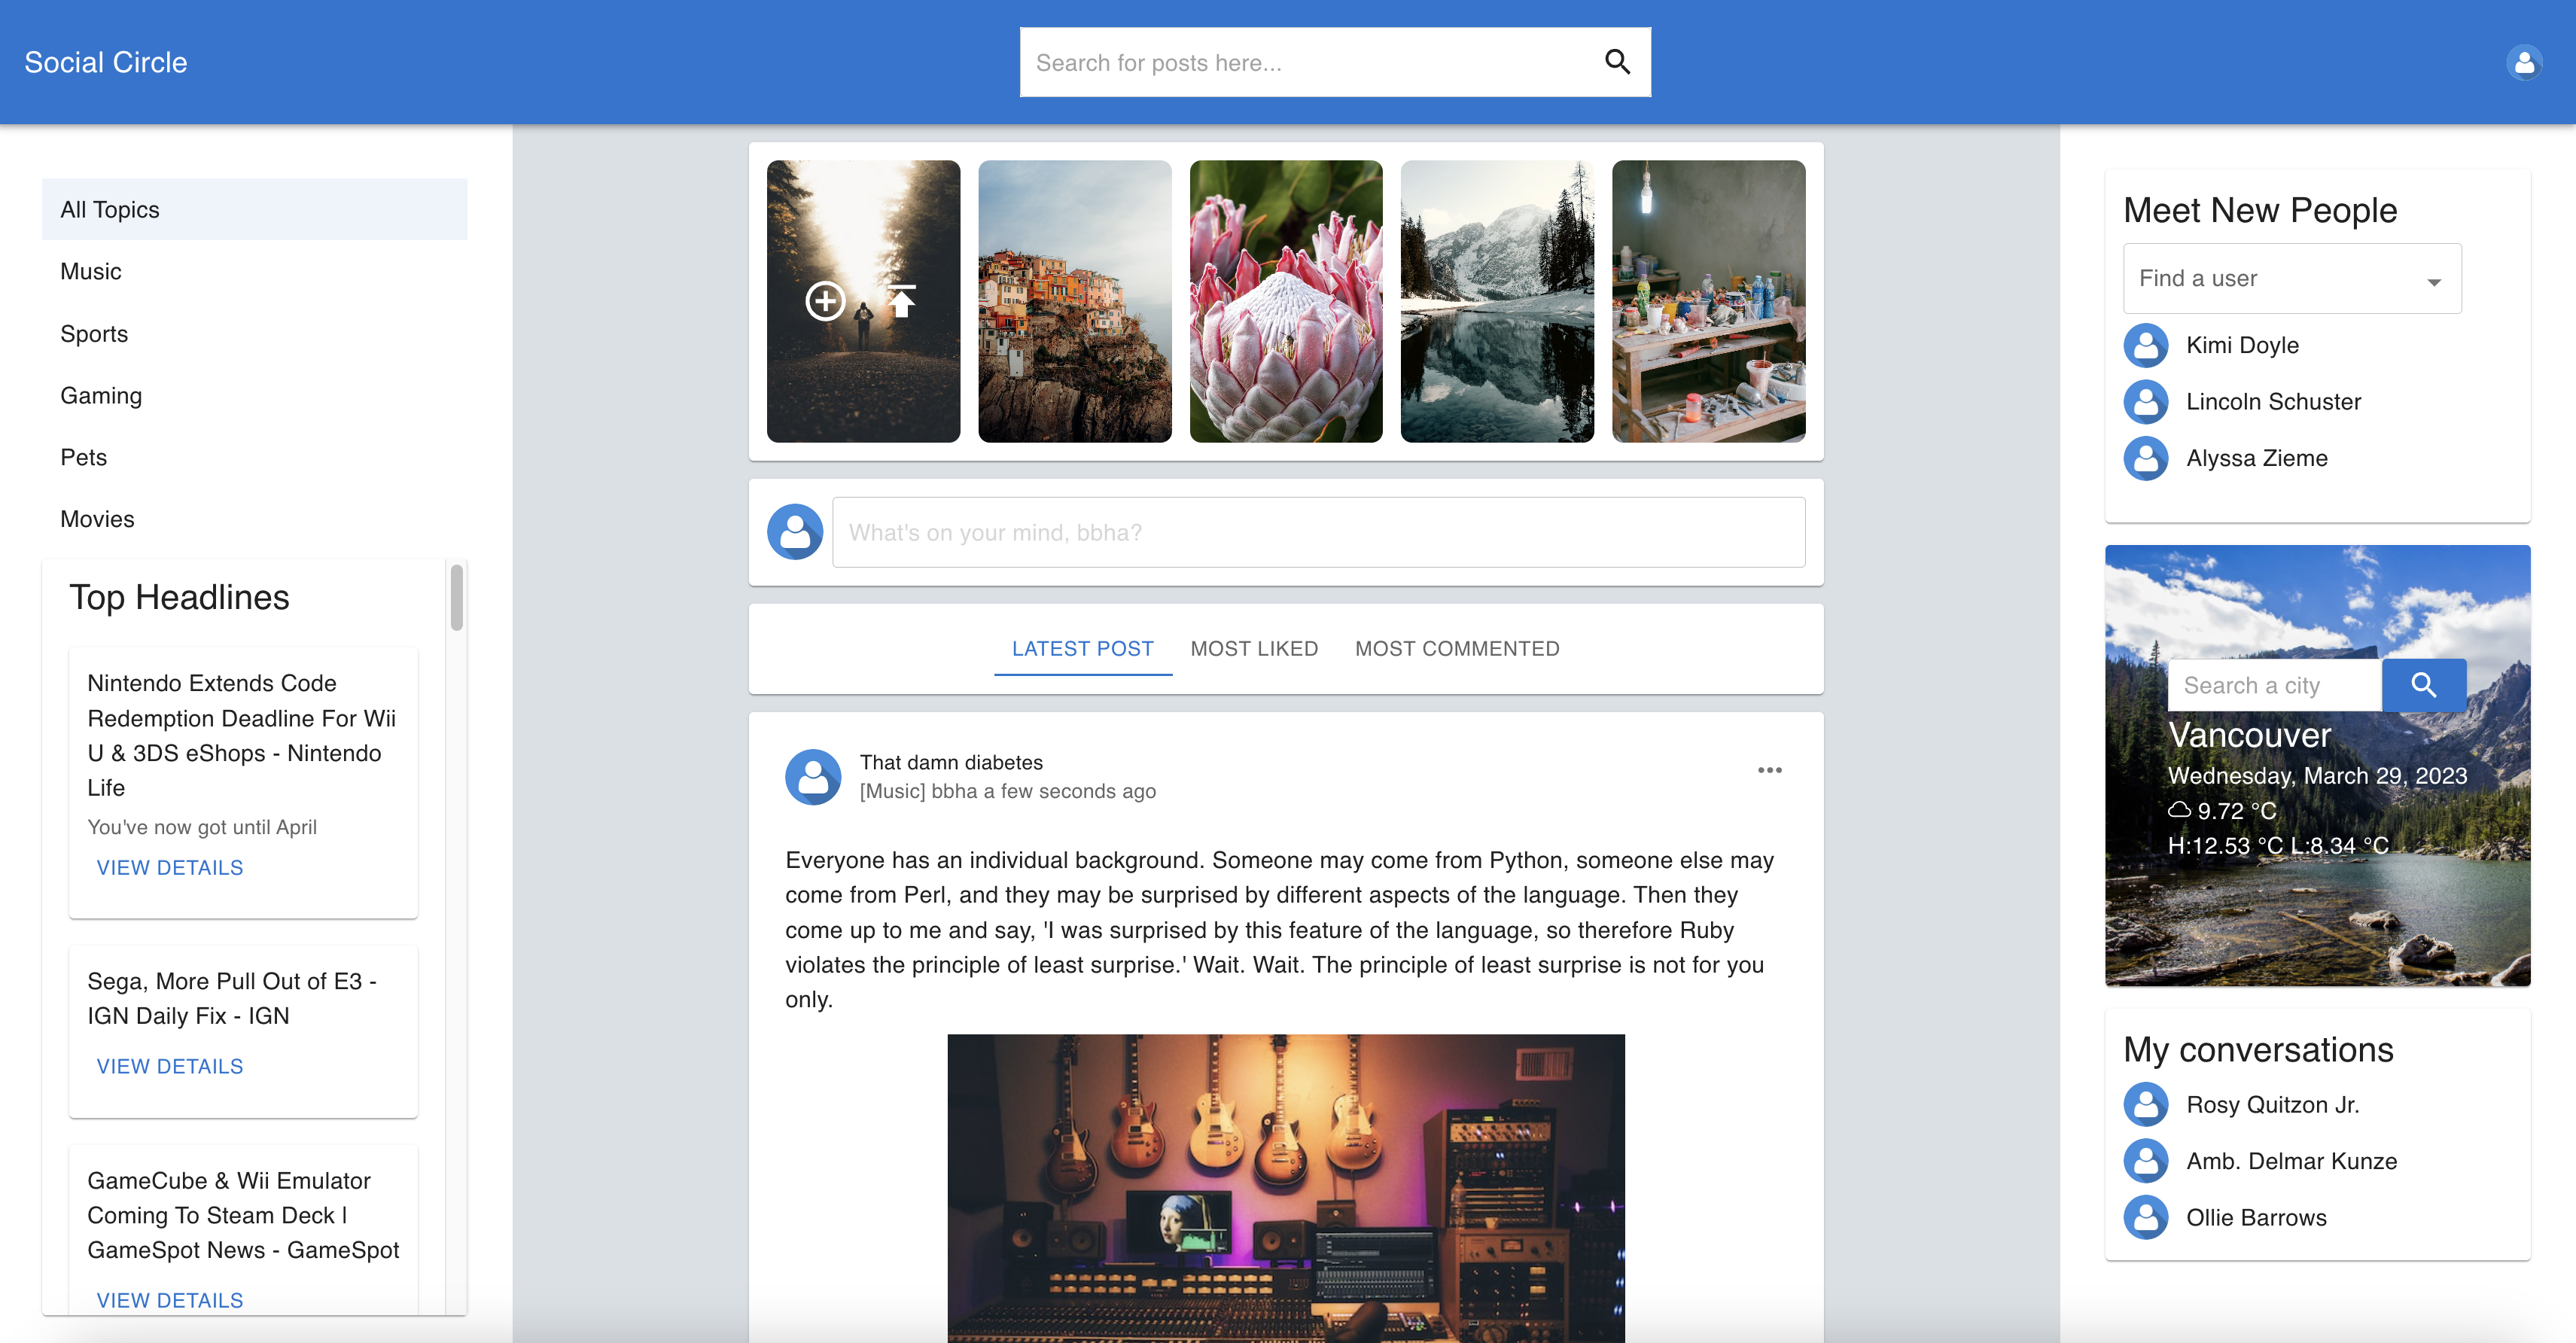 Social Circle
Search for posts here...
All Topics
Music
Sports
Gaming
Pets
Movies
Top Headlines
Nintendo Extends Code
Redemption Deadline For Wii
U & 3DS eShops - Nintendo
Life
You've now got until April
VIEW DETAILS
Sega, More Pull Out of E3 -
IGN Daily Fix - IGN
VIEW DETAILS
GameCube & Wii Emulator
Coming To Steam Deck |
GameSpot News - GameSpot
VIEW DETAILS
What's on your mind, bbha?
LATEST POST
MOST LIKED
MOST COMMENTED
That damn diabetes
[Music] bbha a few seconds ago
Everyone has an individual background. Someone may come from Python, someone else may
come from Perl, and they may be surprised by different aspects of the language. Then they
come up to me and say, 'I was surprised by this feature of the language, so therefore Ruby
violates the principle of least surprise.' Wait. Wait. The principle of least surprise is not for you
only.
Meet New People
Find a user
Kimi Doyle
Lincoln Schuster
Alyssa Zieme
Search a city
Vancouver
Wednesday, March 29, 2023
9.72 °C
H:12.53 °C L:8.34 °C
My conversations
Rosy Quitzon Jr.
Amb. Delmar Kunze
Ollie Barrows